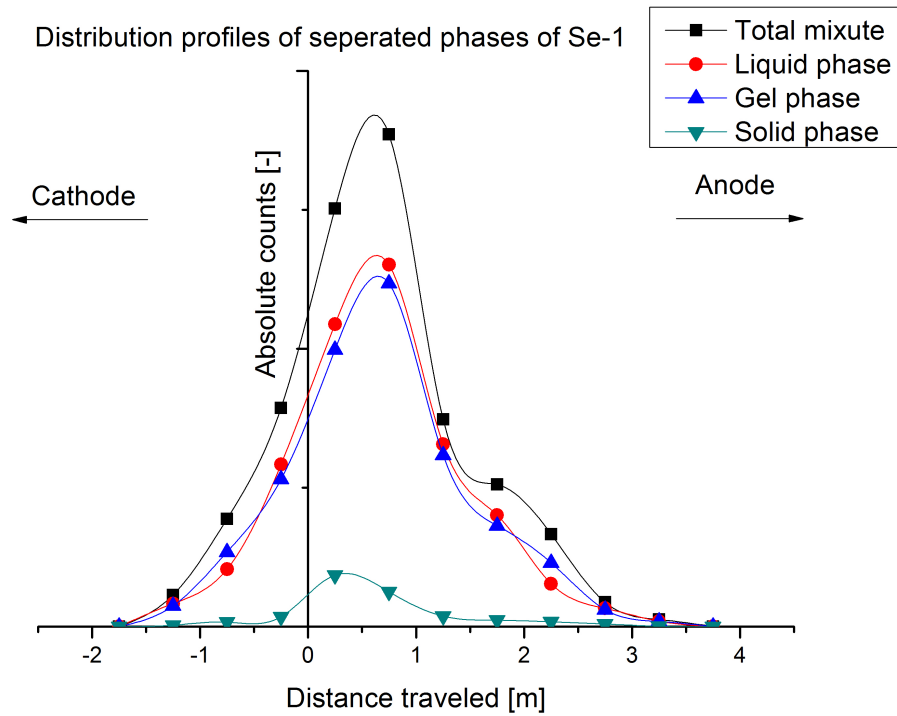 Distribution profiles of seperated phases of Se-1
Total mixute
Liquid phase
Gel phase
Solid phase
Cathode
Anode
Absolute counts [-]
-2 -1 0 1 2 3 4
Distance traveled [m]